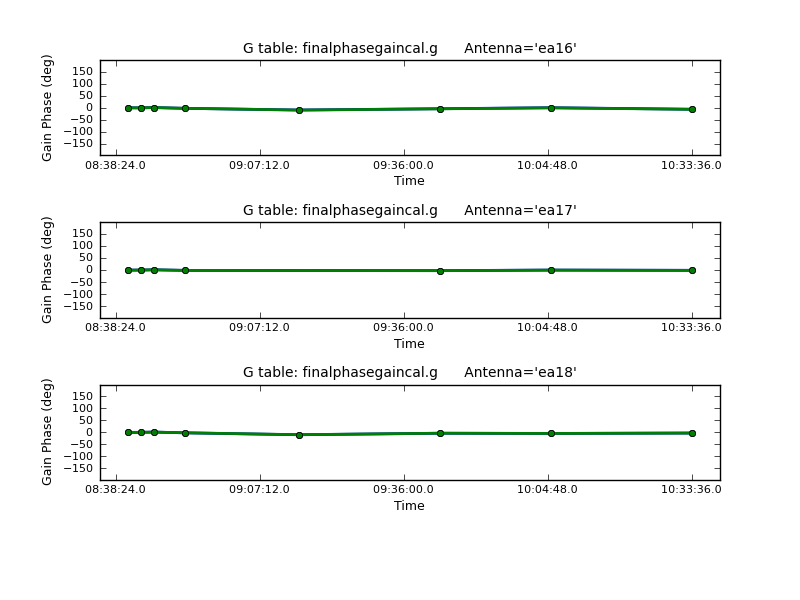 G table: finalphasegaincal.g Antenna='ea16'
Gain Phase (deg)
150
100
50
0
−50
−100
−150
08:38:24.0 09:07:12.0 09:36:00.0 10:04:48.0 10:33:36.0
Time
G table: finalphasegaincal.g Antenna='ea17'
Gain Phase (deg)
150
100
50
0
−50
−100
−150
08:38:24.0 09:07:12.0 09:36:00.0 10:04:48.0 10:33:36.0
Time
G table: finalphasegaincal.g Antenna='ea18'
Gain Phase (deg)
150
100
50
0
−50
−100
−150
08:38:24.0 09:07:12.0 09:36:00.0 10:04:48.0 10:33:36.0
Time